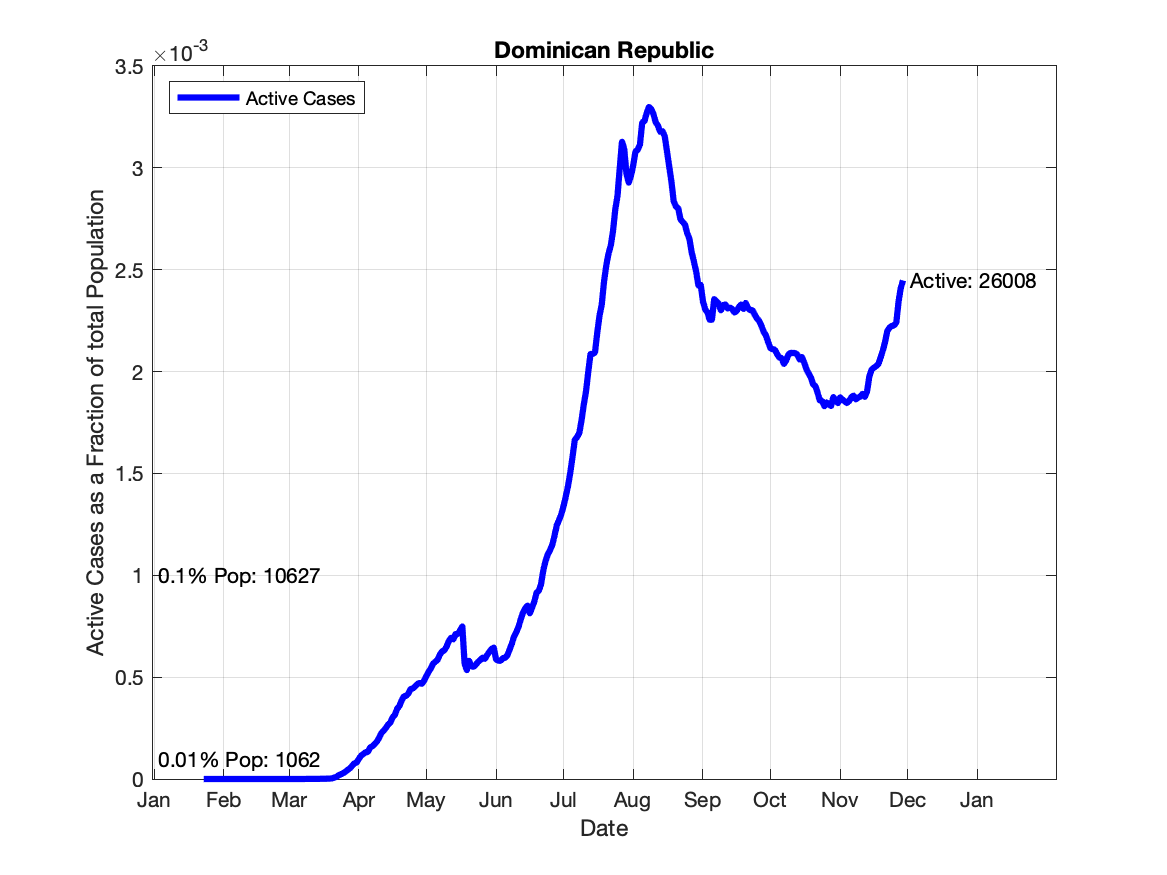 Dominican Republic
×10-3
3.5
3
2.5
2
1.5
1
0.5
0
Active Cases as a Fraction of total Population
Active Cases
Active: 26008
0.1% Pop: 10627
0.01% Pop: 1062
Jan Feb Mar Apr May Jun Jul Aug Sep Oct Nov Dec Jan
Date